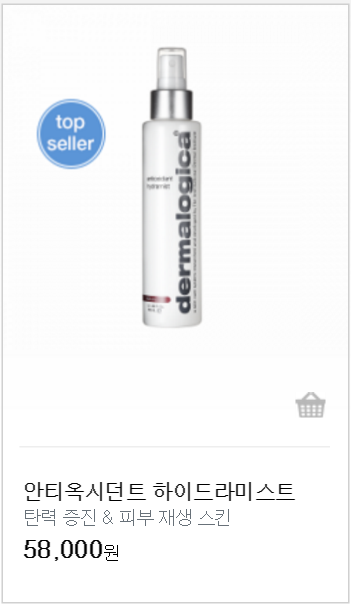 top
seller
dermalogica
안티옥시던트 하이드라미스트
탄력 증진 & 피부 재생 스킨
58,000원